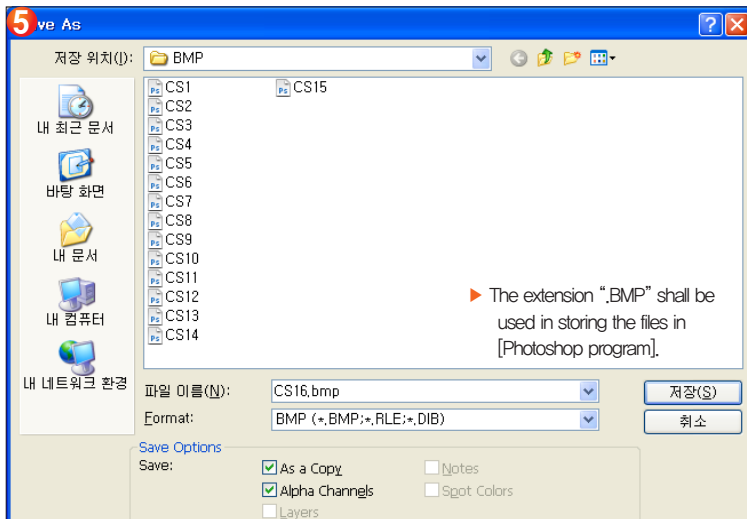 5 ve As
저장 위치(I): BMP
내 최근 문서
바탕 화면
내 문서
내 컴퓨터
내 네트워크 환경
CS1
CS2
CS3
CS4
CS5
CS6
CS7
CS8
CS9
CS10
CS11
CS12
CS13
CS14
CS15
▶ The extension “.BMP” shall be
used in storing the files in
[Photoshop program].
파일 이름(N): CS16.bmp 저장(S)
Format: BMP (*.BMP;*.RLE;*.DIB) 취소
Save Options
Save: As a Copy Notes
Alpha Channels Spot Colors
Layers